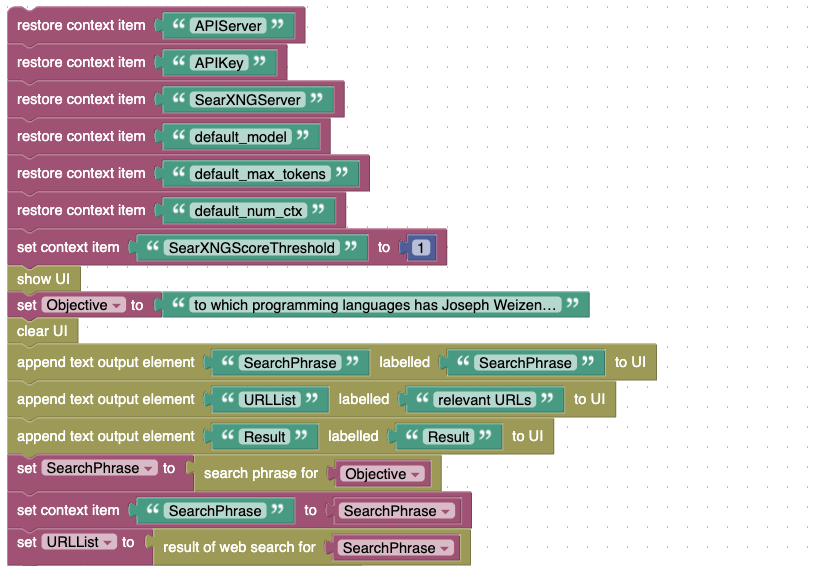 restore context item “ APIServer ”
restore context item “ APIKey ”
restore context item “ SearXNGServer ”
restore context item “ default_model ”
restore context item “ default_max_tokens ”
restore context item “ default_num_ctx ”
set context item “ SearXNGScoreThreshold ” to 1
show UI
set Objective to “ to which programming languages has Joseph Weizen... ”
clear UI
append text output element “ SearchPhrase ” labelled “ SearchPhrase ” to UI
append text output element “ URLList ” labelled “ relevant URLs ” to UI
append text output element “ Result ” labelled “ Result ” to UI
set SearchPhrase to search phrase for Objective
set context item “ SearchPhrase ” to SearchPhrase
set URLList to result of web search for SearchPhrase